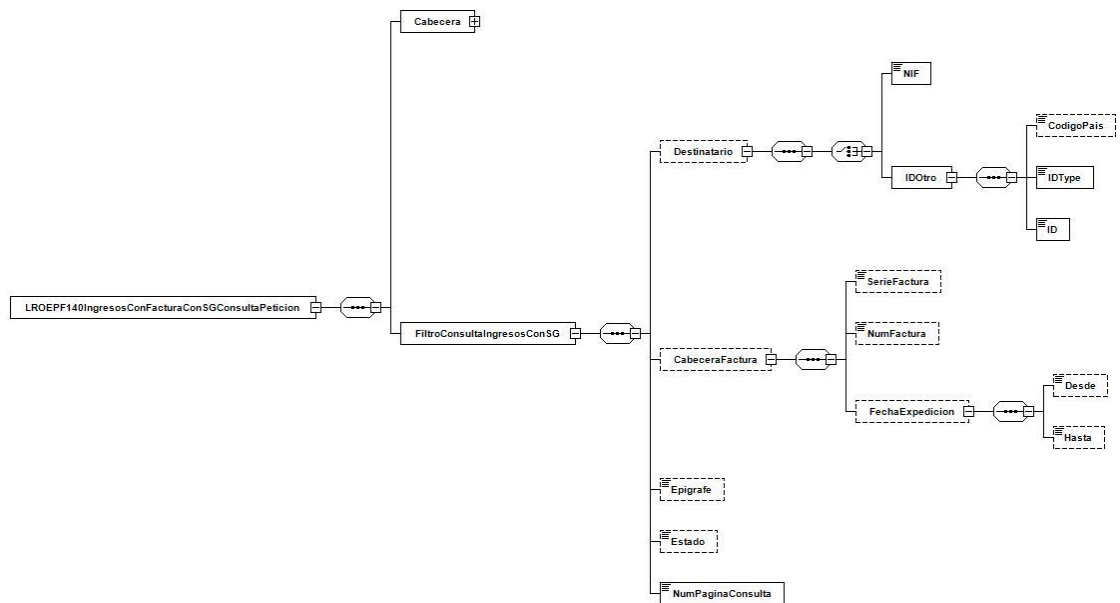 Cabecera
NIF
CodigoPais
Destinatario
IDOtro
IDType
ID
SerieFactura
LROEPF140IngresosConFacturaConSGConsultaPeticion
FiltroConsultaIngresosConSG
NumFactura
CabeceraFactura
Desde
FechaExpedicion
Hasta
Epigrafe
Estado
NumPaginaConsulta